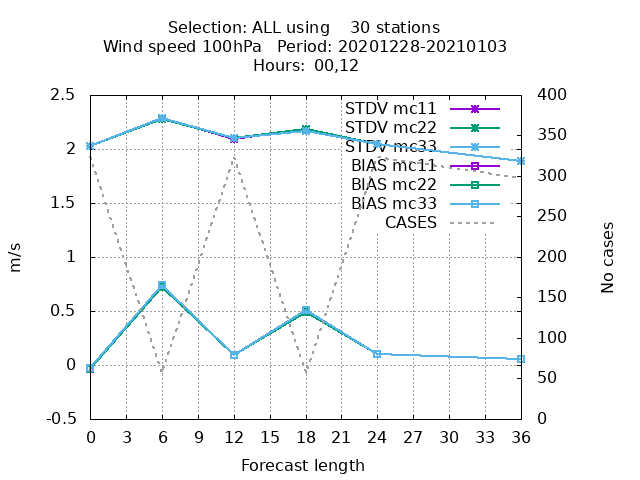 Selection: ALL using    30 stations
Wind speed 100hPa   Period: 20201228-20210103
Hours:  00,12
2.5
2
1.5
1
0.5
0
-0.5
m/s
400
350
300
250
200
150
100
50
0
No cases
STDV mc11
STDV mc22
STDV mc33
BIAS mc11
BIAS mc22
BIAS mc33
CASES
0 3 6 9 12 15 18 21 24 27 30 33 36
Forecast length